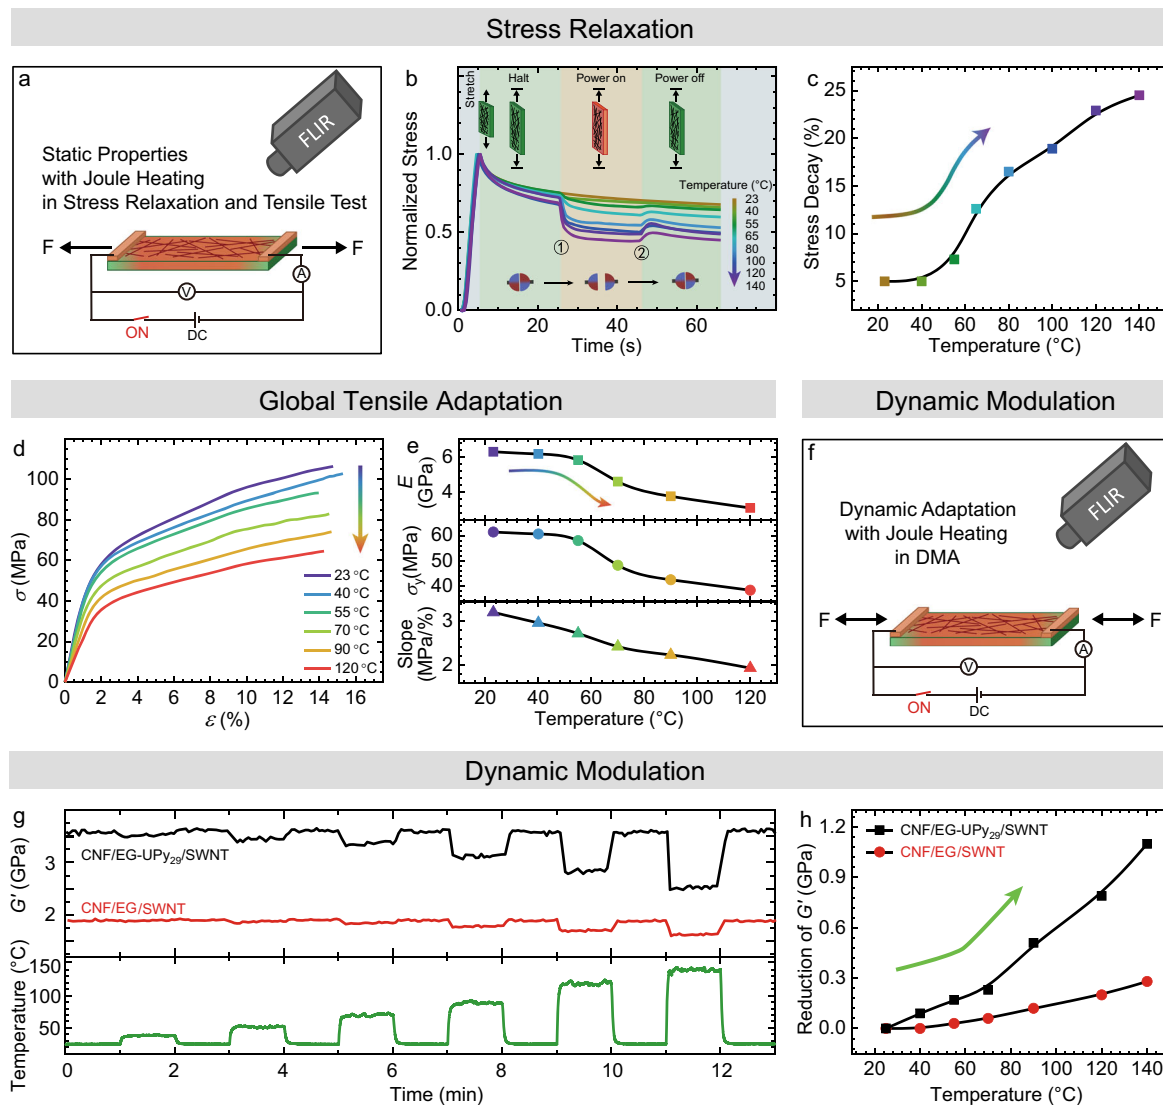 Stress Relaxation
a
FLIR
Static Properties
with Joule Heating
in Stress Relaxation and Tensile Test
F
F
A
V
ON
DC
b
Stretch
Halt
Power on
Power off
Normalized Stress
1.0
0.5
0.0
Temperature (°C)
23
40
55
65
80
100
120
140
①
②
0
20
40
60
Time (s)
c
Stress Decay (%)
25
20
15
10
5
20
40
60
80
100
120
140
Temperature (°C)
Global Tensile Adaptation
d
σ (MPa)
100
80
60
40
20
0
23 °C
40 °C
55 °C
70 °C
90 °C
120 °C
0
2
4
6
8
10
12
14
16
ε (%)
e
E
(GPa)
6
4
σy(MPa)
60
50
40
Slope
(MPa/%)
3
2
20
40
60
80
100
120
Temperature (°C)
Dynamic Modulation
f
FLIR
Dynamic Adaptation
with Joule Heating
in DMA
F
F
A
V
ON
DC
Dynamic Modulation
g
G′ (GPa)
3
2
CNF/EG-UPy29/SWNT
CNF/EG/SWNT
Temperature (°C)
150
100
50
0
2
4
6
8
10
12
Time (min)
h
Reduction of G′ (GPa)
1.2
0.9
0.6
0.3
0.0
CNF/EG-UPy29/SWNT
CNF/EG/SWNT
20
40
60
80
100
120
140
Temperature (°C)